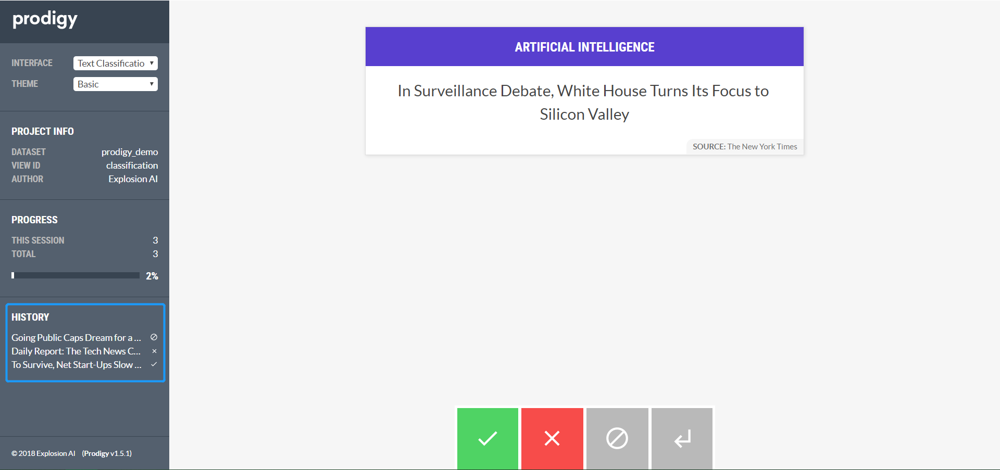 prodigy
INTERFACE Text Classificatio
THEME Basic
PROJECT INFO
DATASET prodigy_demo
VIEW ID classification
AUTHOR Explosion AI
PROGRESS
THIS SESSION 3
TOTAL 3
2%
HISTORY
Going Public Caps Dream for a ...
Daily Report: The Tech News C...
To Survive, Net Start-Ups Slow ...
© 2018 Explosion AI (Prodigy v1.5.1)
ARTIFICIAL INTELLIGENCE
In Surveillance Debate, White House Turns Its Focus to
Silicon Valley
SOURCE: The New York Times